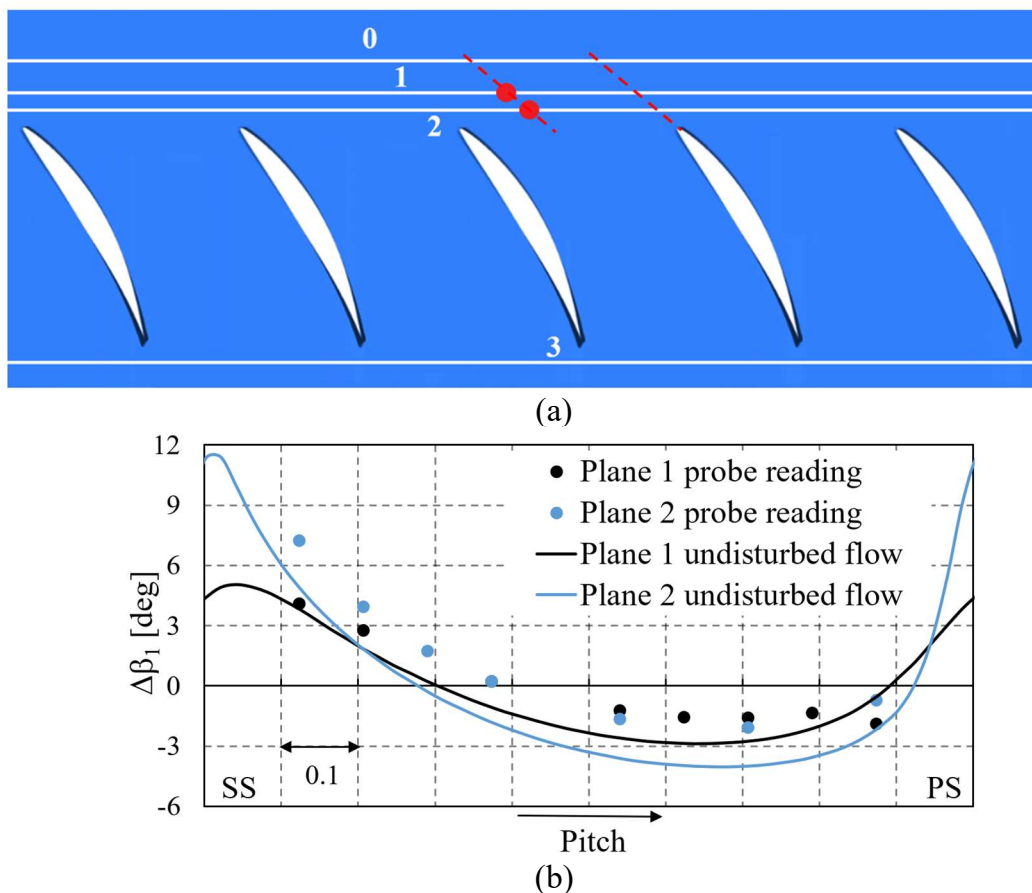 0
1
2
3
(a)
12
9
6
3
0
-3
-6
Δβ₁ [deg]
Plane 1 probe reading
Plane 2 probe reading
Plane 1 undisturbed flow
Plane 2 undisturbed flow
0.1
SS
PS
Pitch
(b)